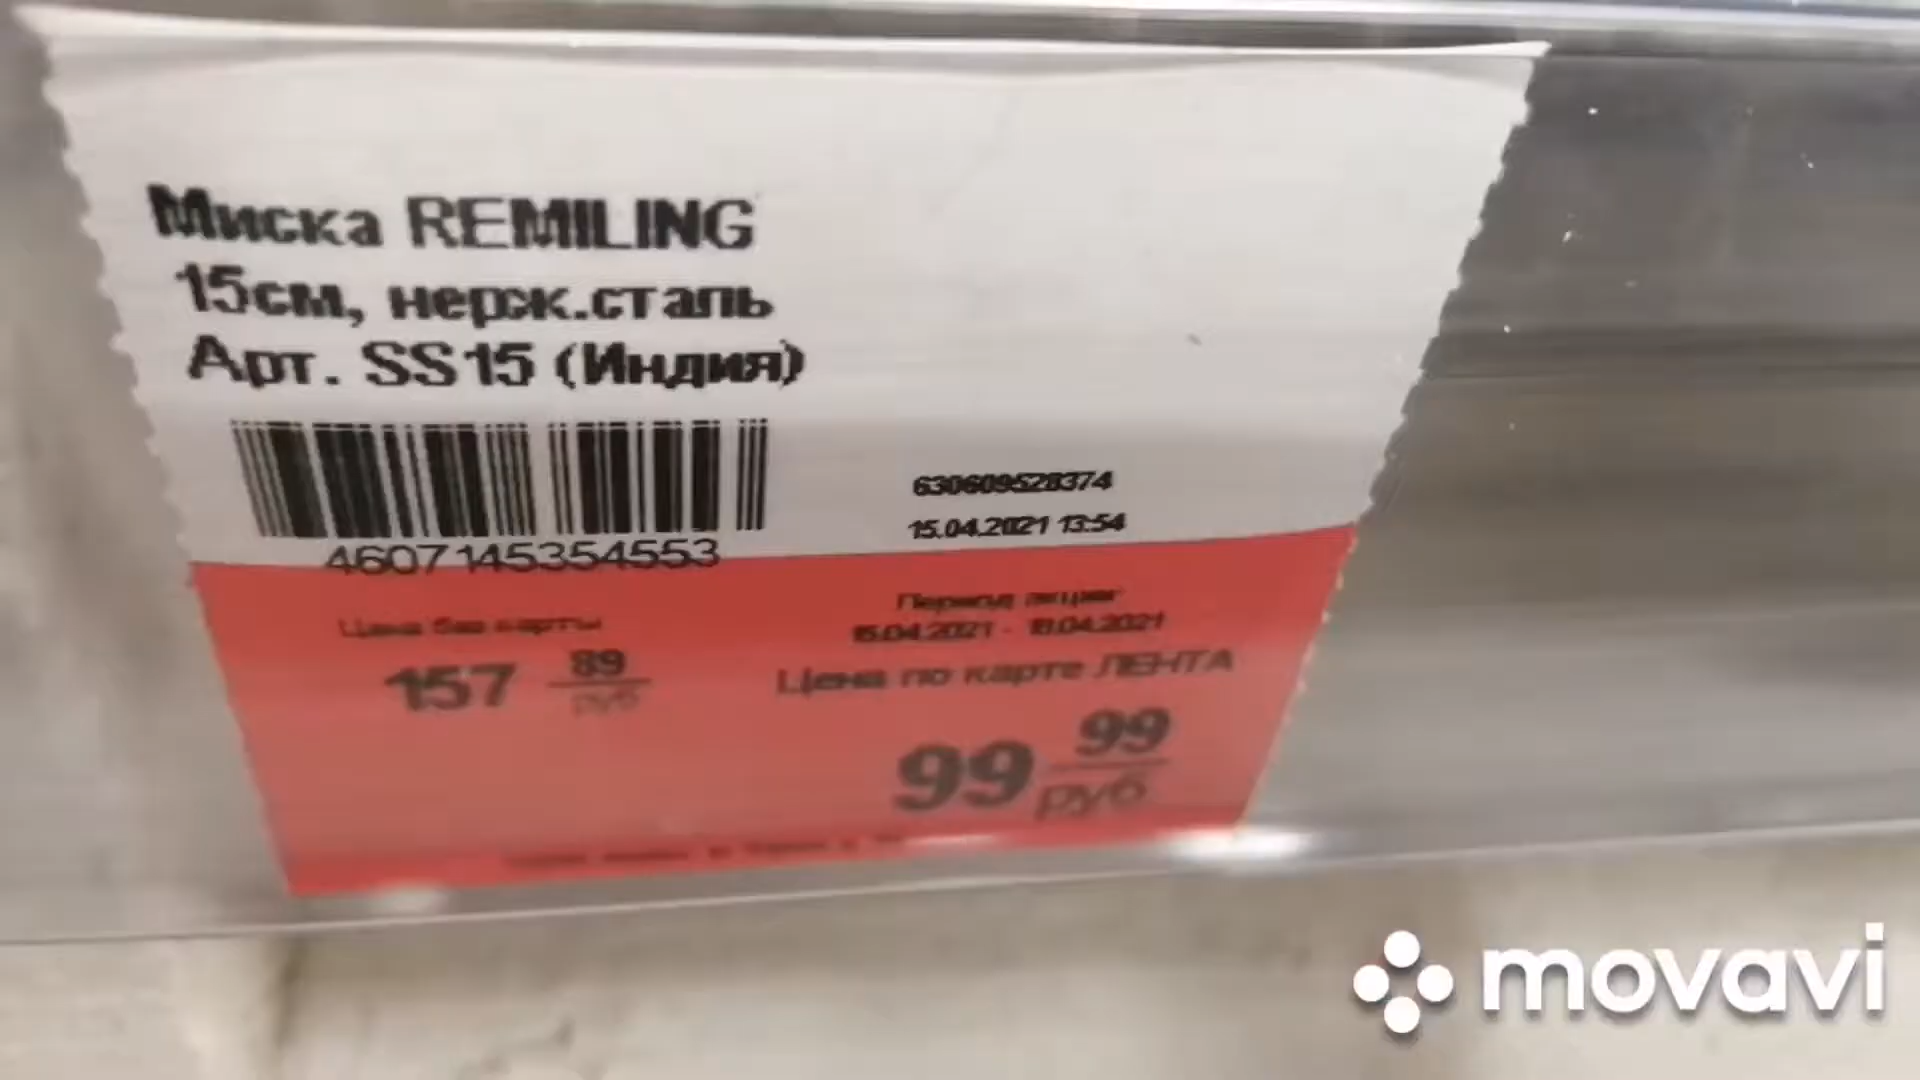 Миска REMILING
15см, нерж.сталь
Арт. SS15 (Индия)
4607145354553
630609528374
15.04.2021 13:54
Цена без карты
157 89
руб
Период акции
15.04.2021 - 18.04.2021
Цена по карте ЛЕНТА
99 99
руб
movavi